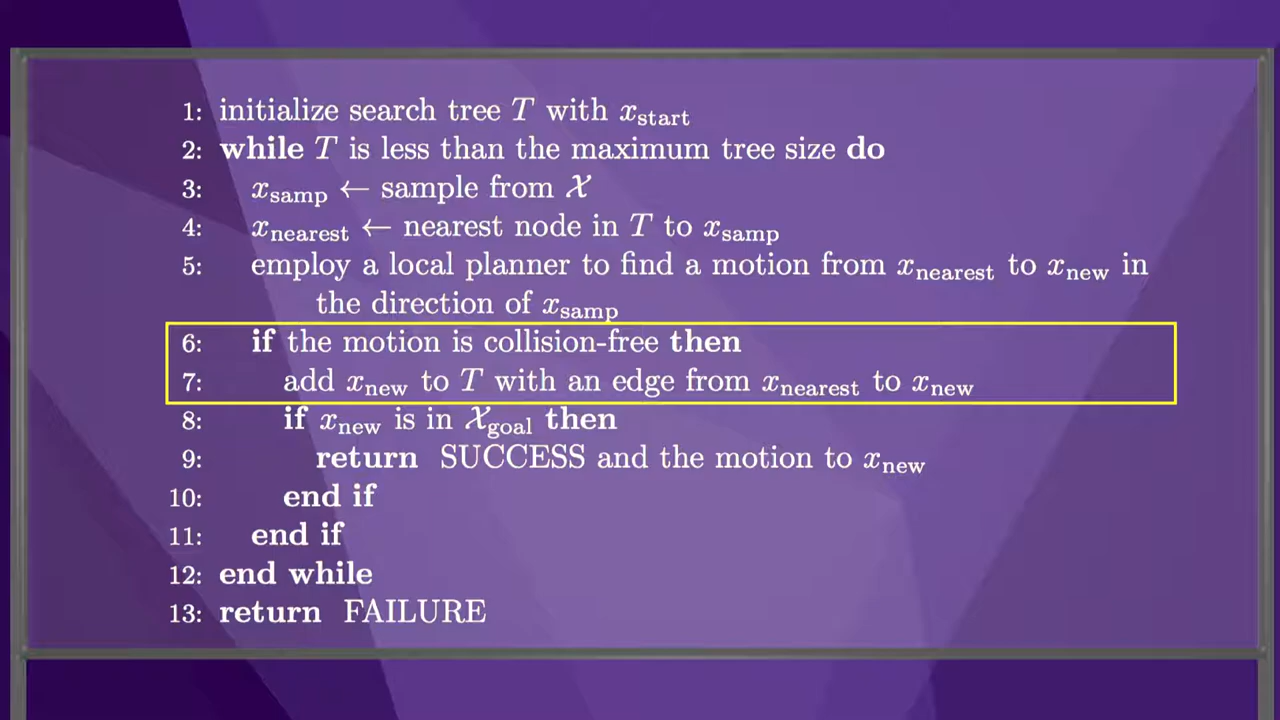 1: initialize search tree T with x_start
2: while T is less than the maximum tree size do
3: x_samp ← sample from 𝒳
4: x_nearest ← nearest node in T to x_samp
5: employ a local planner to find a motion from x_nearest to x_new in
the direction of x_samp
6: if the motion is collision-free then
7: add x_new to T with an edge from x_nearest to x_new
8: if x_new is in 𝒳_goal then
9: return SUCCESS and the motion to x_new
10: end if
11: end if
12: end while
13: return FAILURE